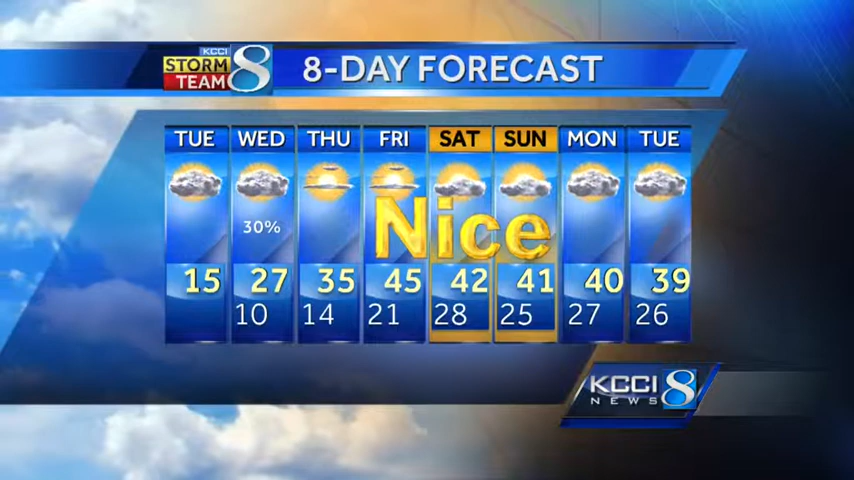 KCCI
STORM
TEAM 8
8-DAY FORECAST
TUE WED THU FRI SAT SUN MON TUE
30%
Nice
15 27 35 45 42 41 40 39
10 14 21 28 25 27 26
KCCI 8
NEWS